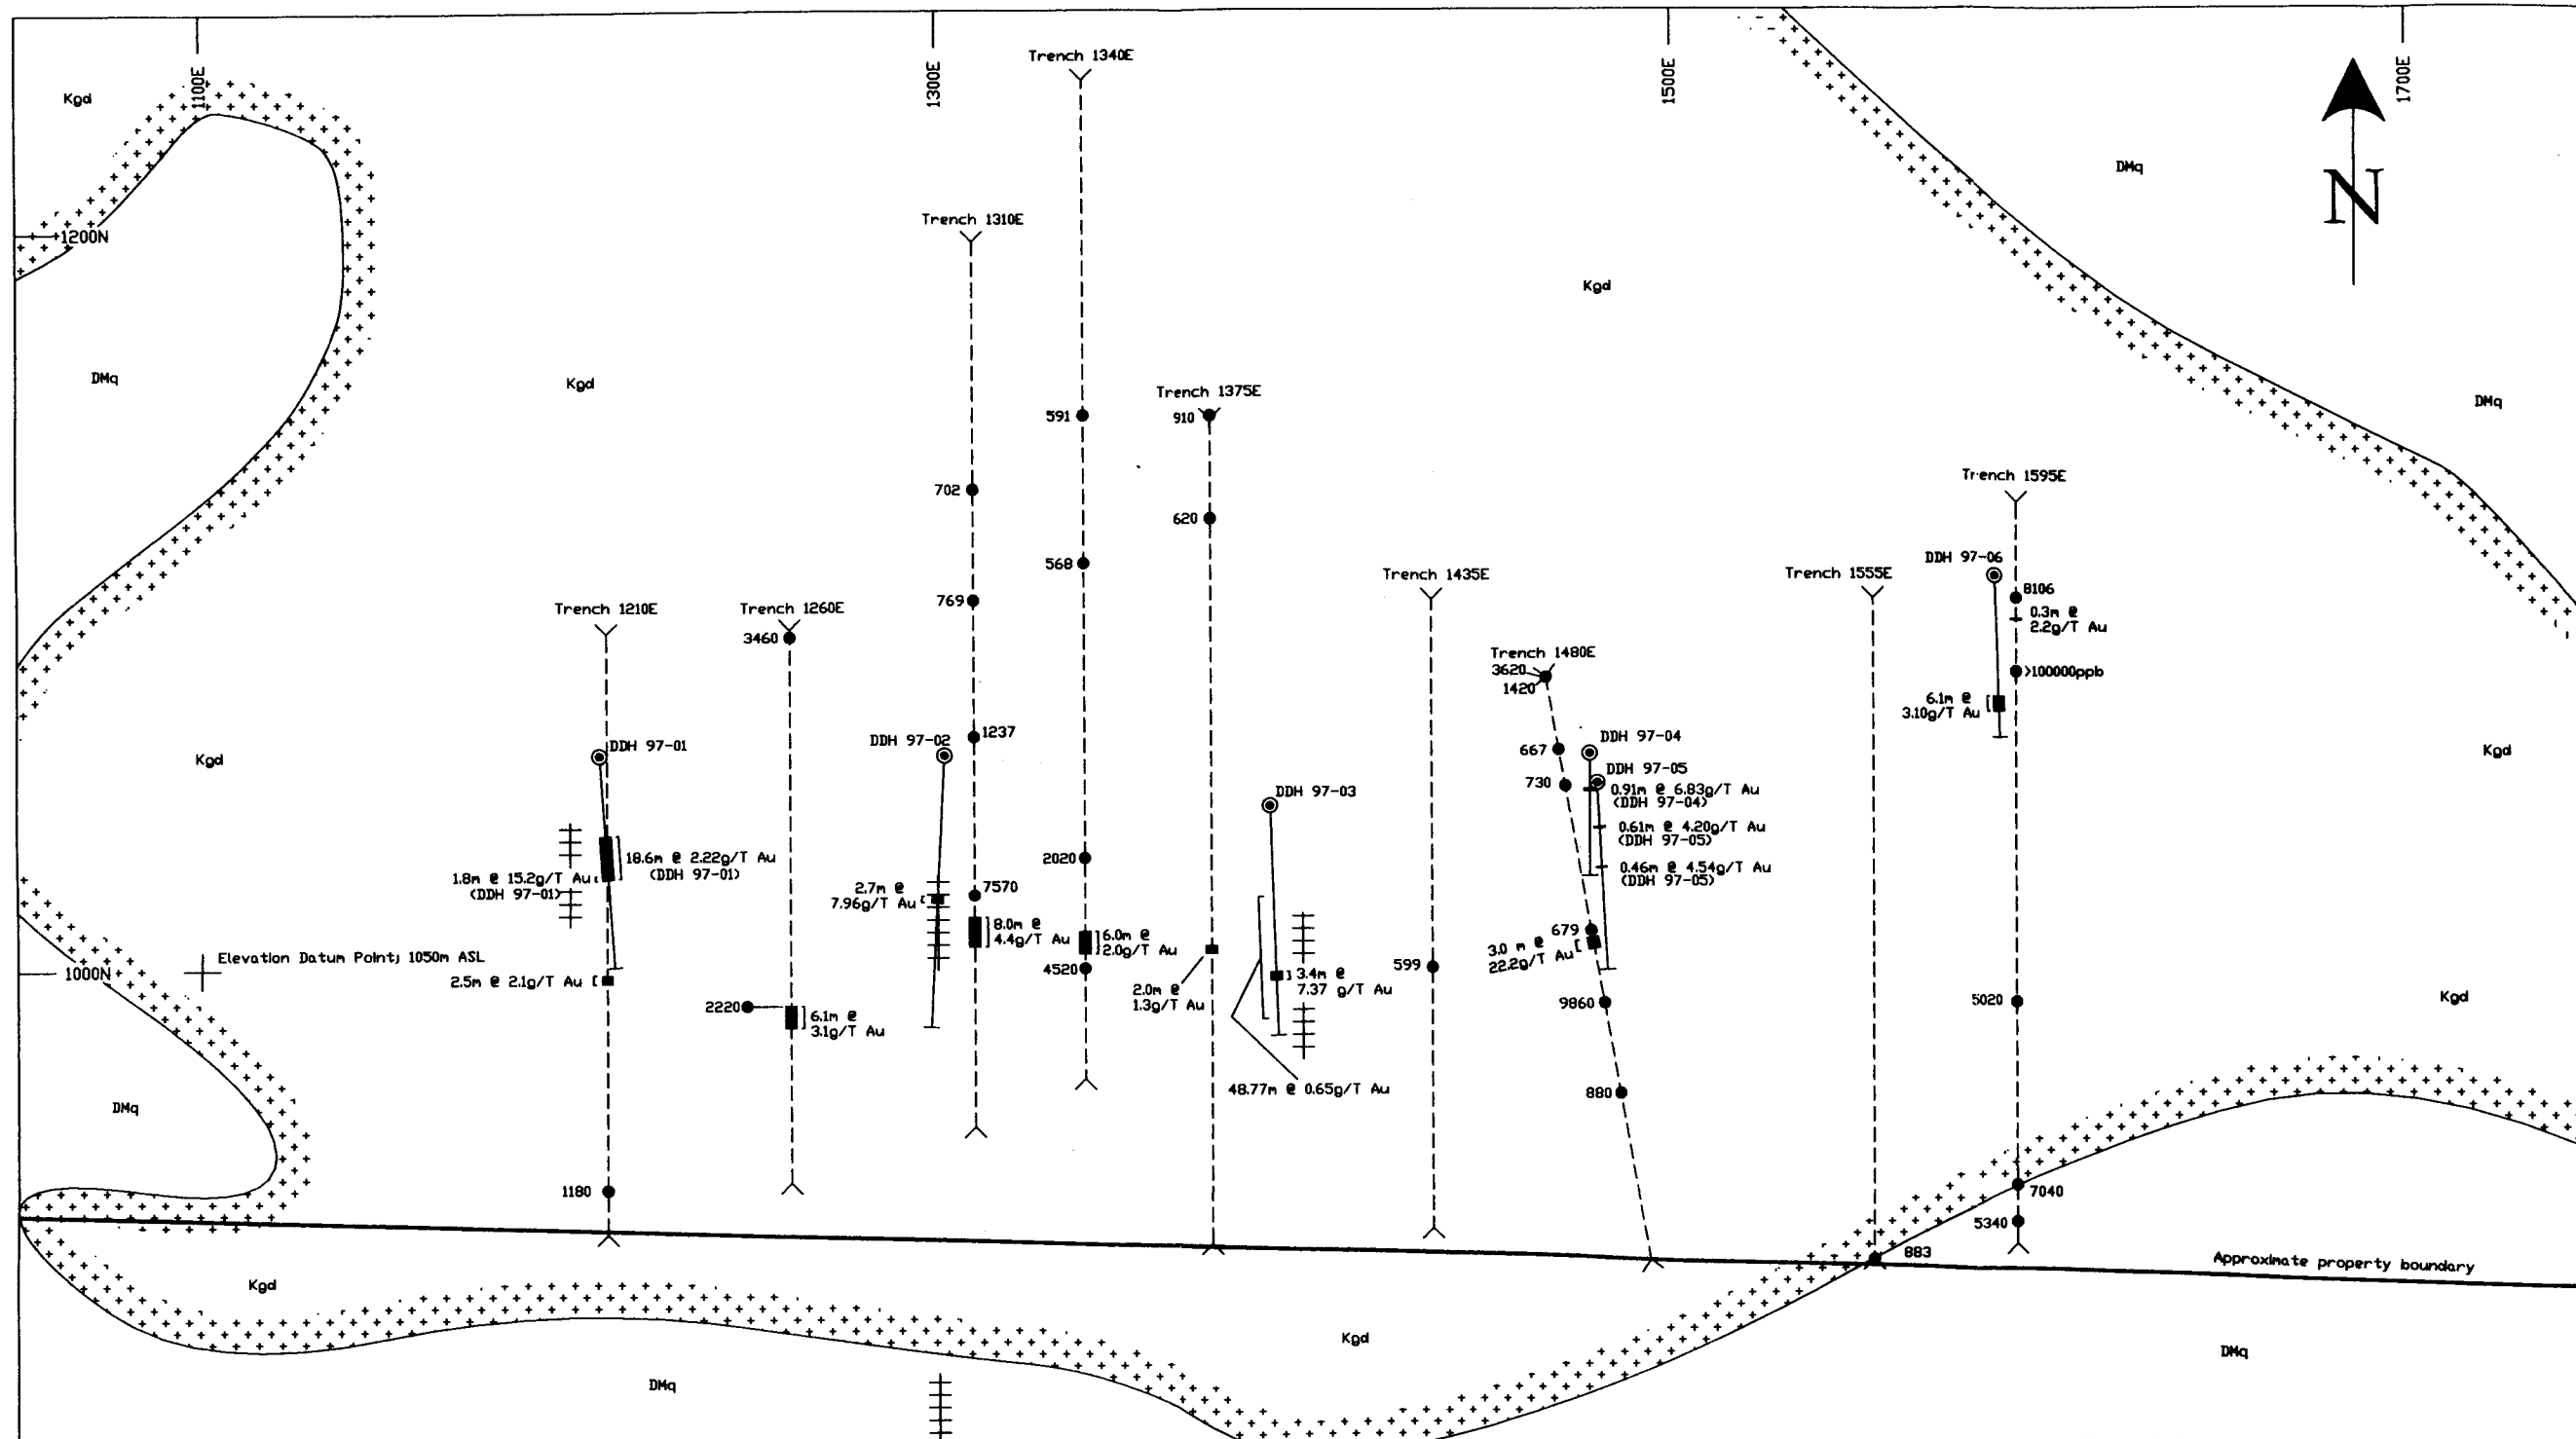 1100E
1300E
1500E
1700E
Trench 1340E
Kgd
DMq
N
Trench 1310E
1200N
Kgd
DMq
Kgd
Trench 1375E
910
591
DMq
Trench 1595E
702
620
568
DDH 97-06
Trench 1435E
Trench 1555E
8106
0.3m @
2.2g/T Au
769
Trench 1210E
Trench 1260E
3460
Trench 1480E
3620
1420
>100000ppb
6.1m @
3.10g/T Au
1237
DDH 97-01
DDH 97-02
DDH 97-04
667
Kgd
Kgd
DDH 97-05
730
0.91m @ 6.83g/T Au
(DDH 97-04)
DDH 97-03
0.61m @ 4.20g/T Au
(DDH 97-05)
18.6m @ 2.22g/T Au
(DDH 97-01)
2020
0.46m @ 4.54g/T Au
(DDH 97-05)
1.8m @ 15.2g/T Au
(DDH 97-01)
2.7m @
7.96g/T Au
7570
8.0m @
4.4g/T Au
6.0m @
2.0g/T Au
679
3.0 m @
22.2g/T Au
Elevation Datum Point; 1050m ASL
1000N
4520
599
2.5m @ 2.1g/T Au
3.4m @
7.37 g/T Au
2.0m @
1.3g/T Au
2220
6.1m @
3.1g/T Au
9860
5020
Kgd
48.77m @ 0.65g/T Au
880
DMq
1180
7040
5340
883
Approximate property boundary
Kgd
Kgd
DMq
DMq